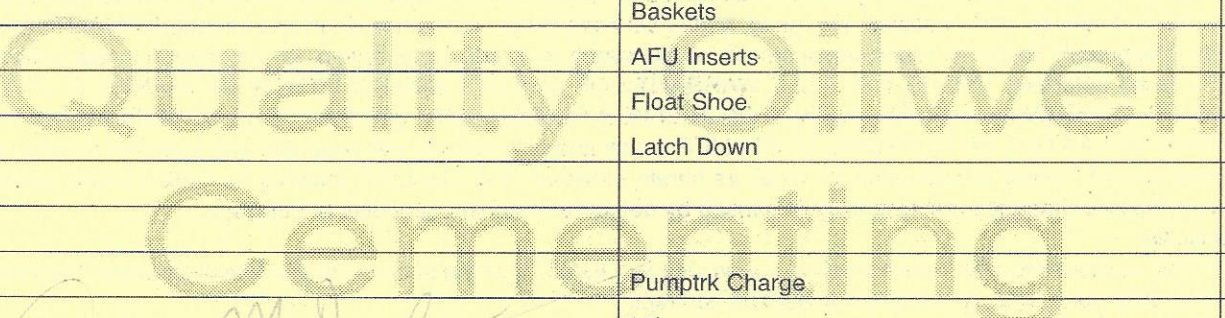 Baskets
Quality Oilwell
AFU Inserts
Float Shoe
Latch Down
Cementing
Pumptrk Charge